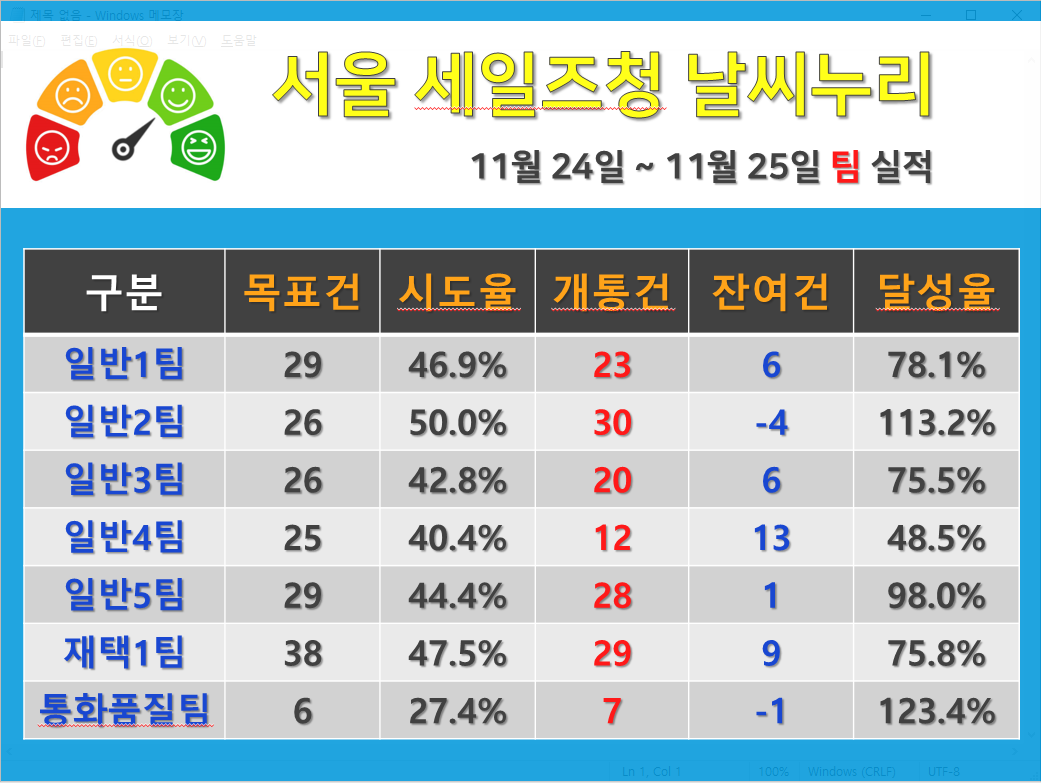 제목 없음 - Windows 메모장
파일(F) 편집(E) 서식(O) 보기(V) 도움말
서울 세일즈청 날씨누리
11월 24일 ~ 11월 25일 팀 실적
구분 목표건 시도율 개통건 잔여건 달성율
일반1팀 29 46.9% 23 6 78.1%
일반2팀 26 50.0% 30 -4 113.2%
일반3팀 26 42.8% 20 6 75.5%
일반4팀 25 40.4% 12 13 48.5%
일반5팀 29 44.4% 28 1 98.0%
재택1팀 38 47.5% 29 9 75.8%
통화품질팀 6 27.4% 7 -1 123.4%
Ln 1, Col 1 100% Windows (CRLF) UTF-8